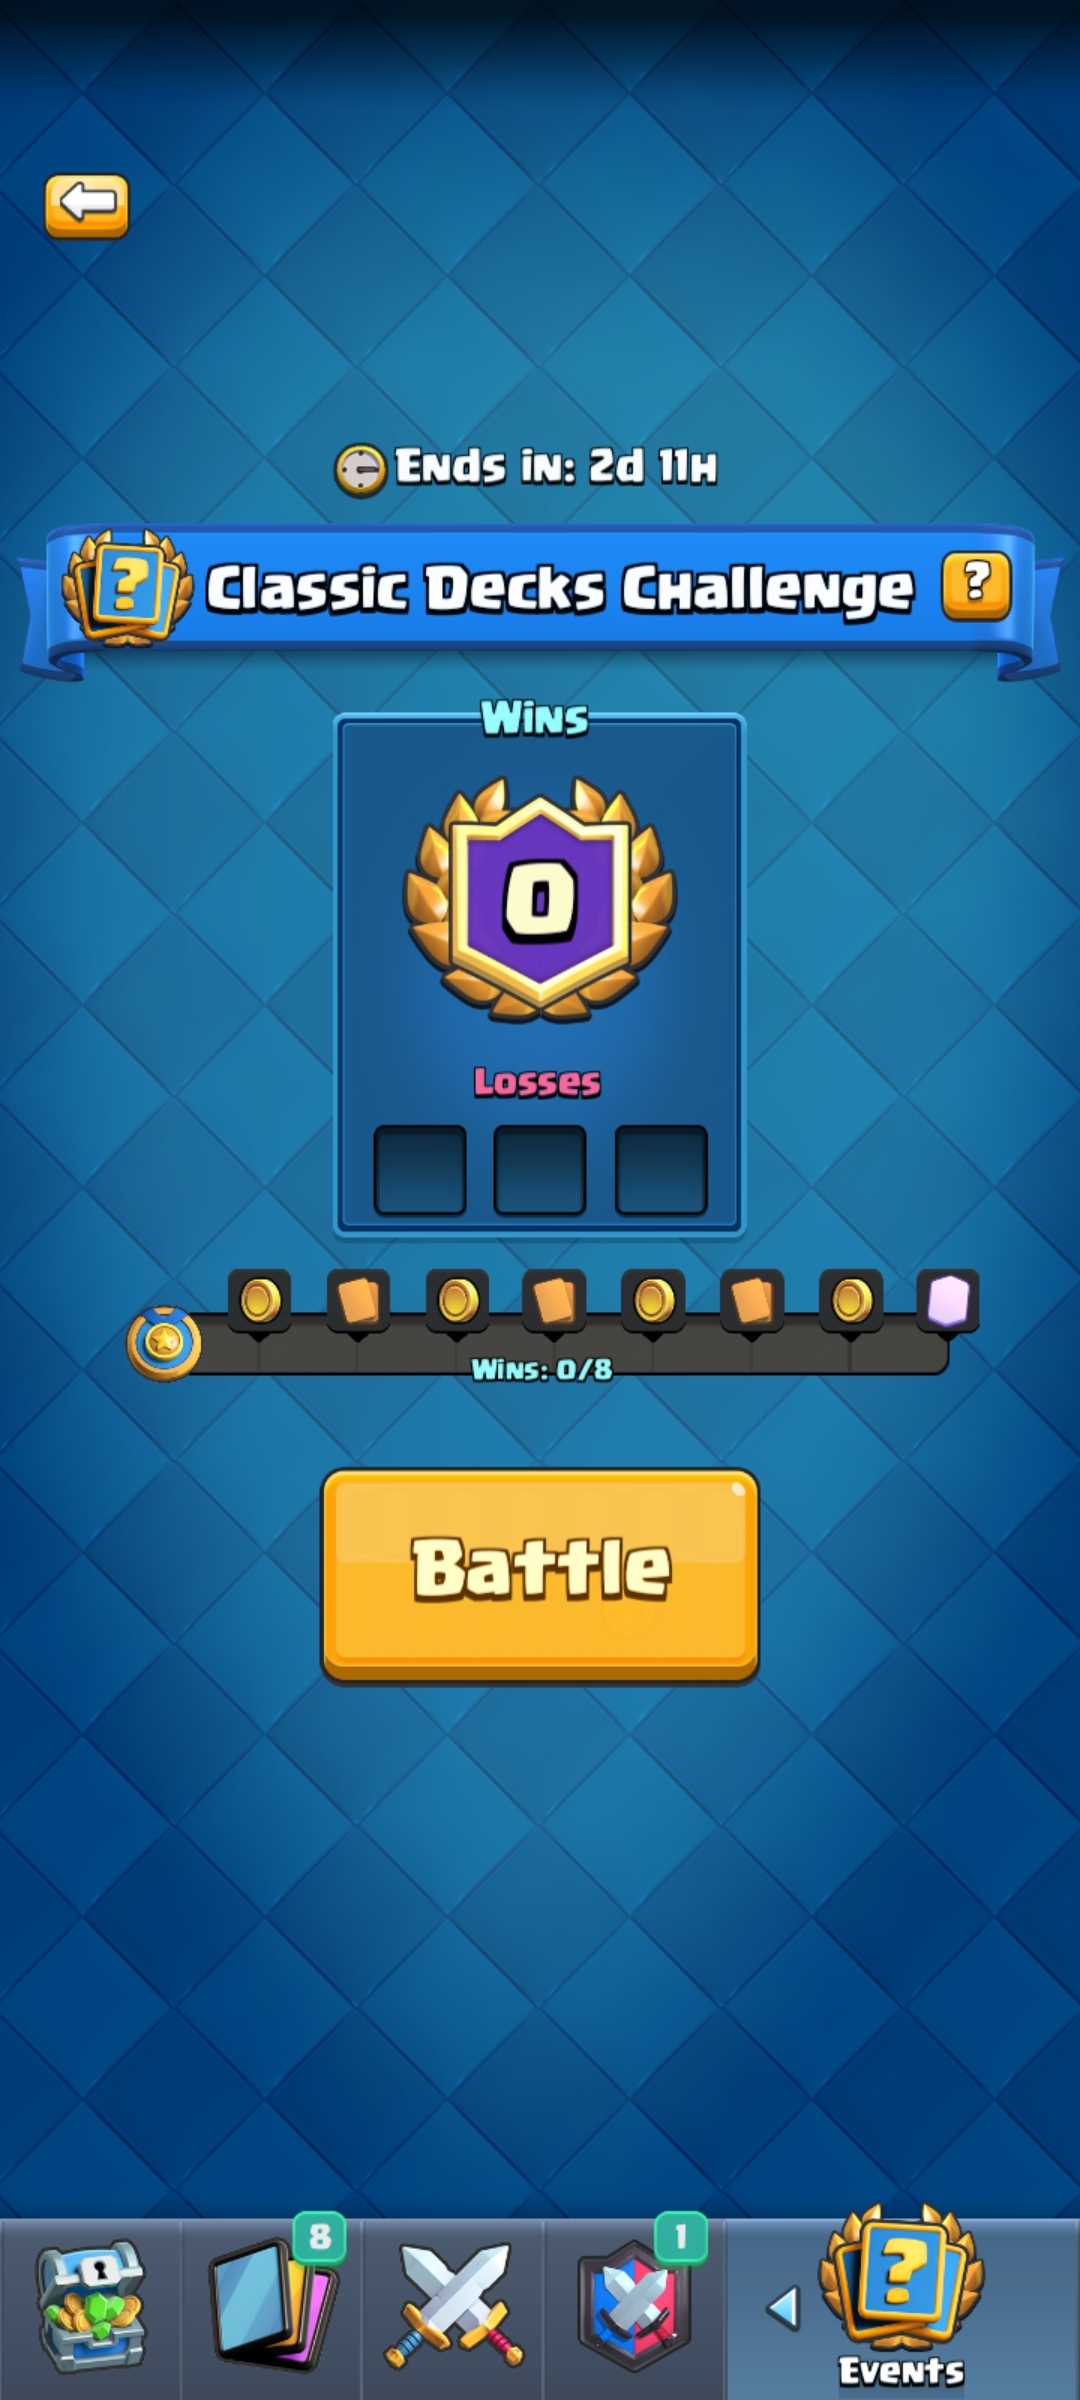 Ends in: 2d 11h
Classic Decks Challenge
?
Wins
0
Losses
Wins: 0/8
Battle
8
1
Events